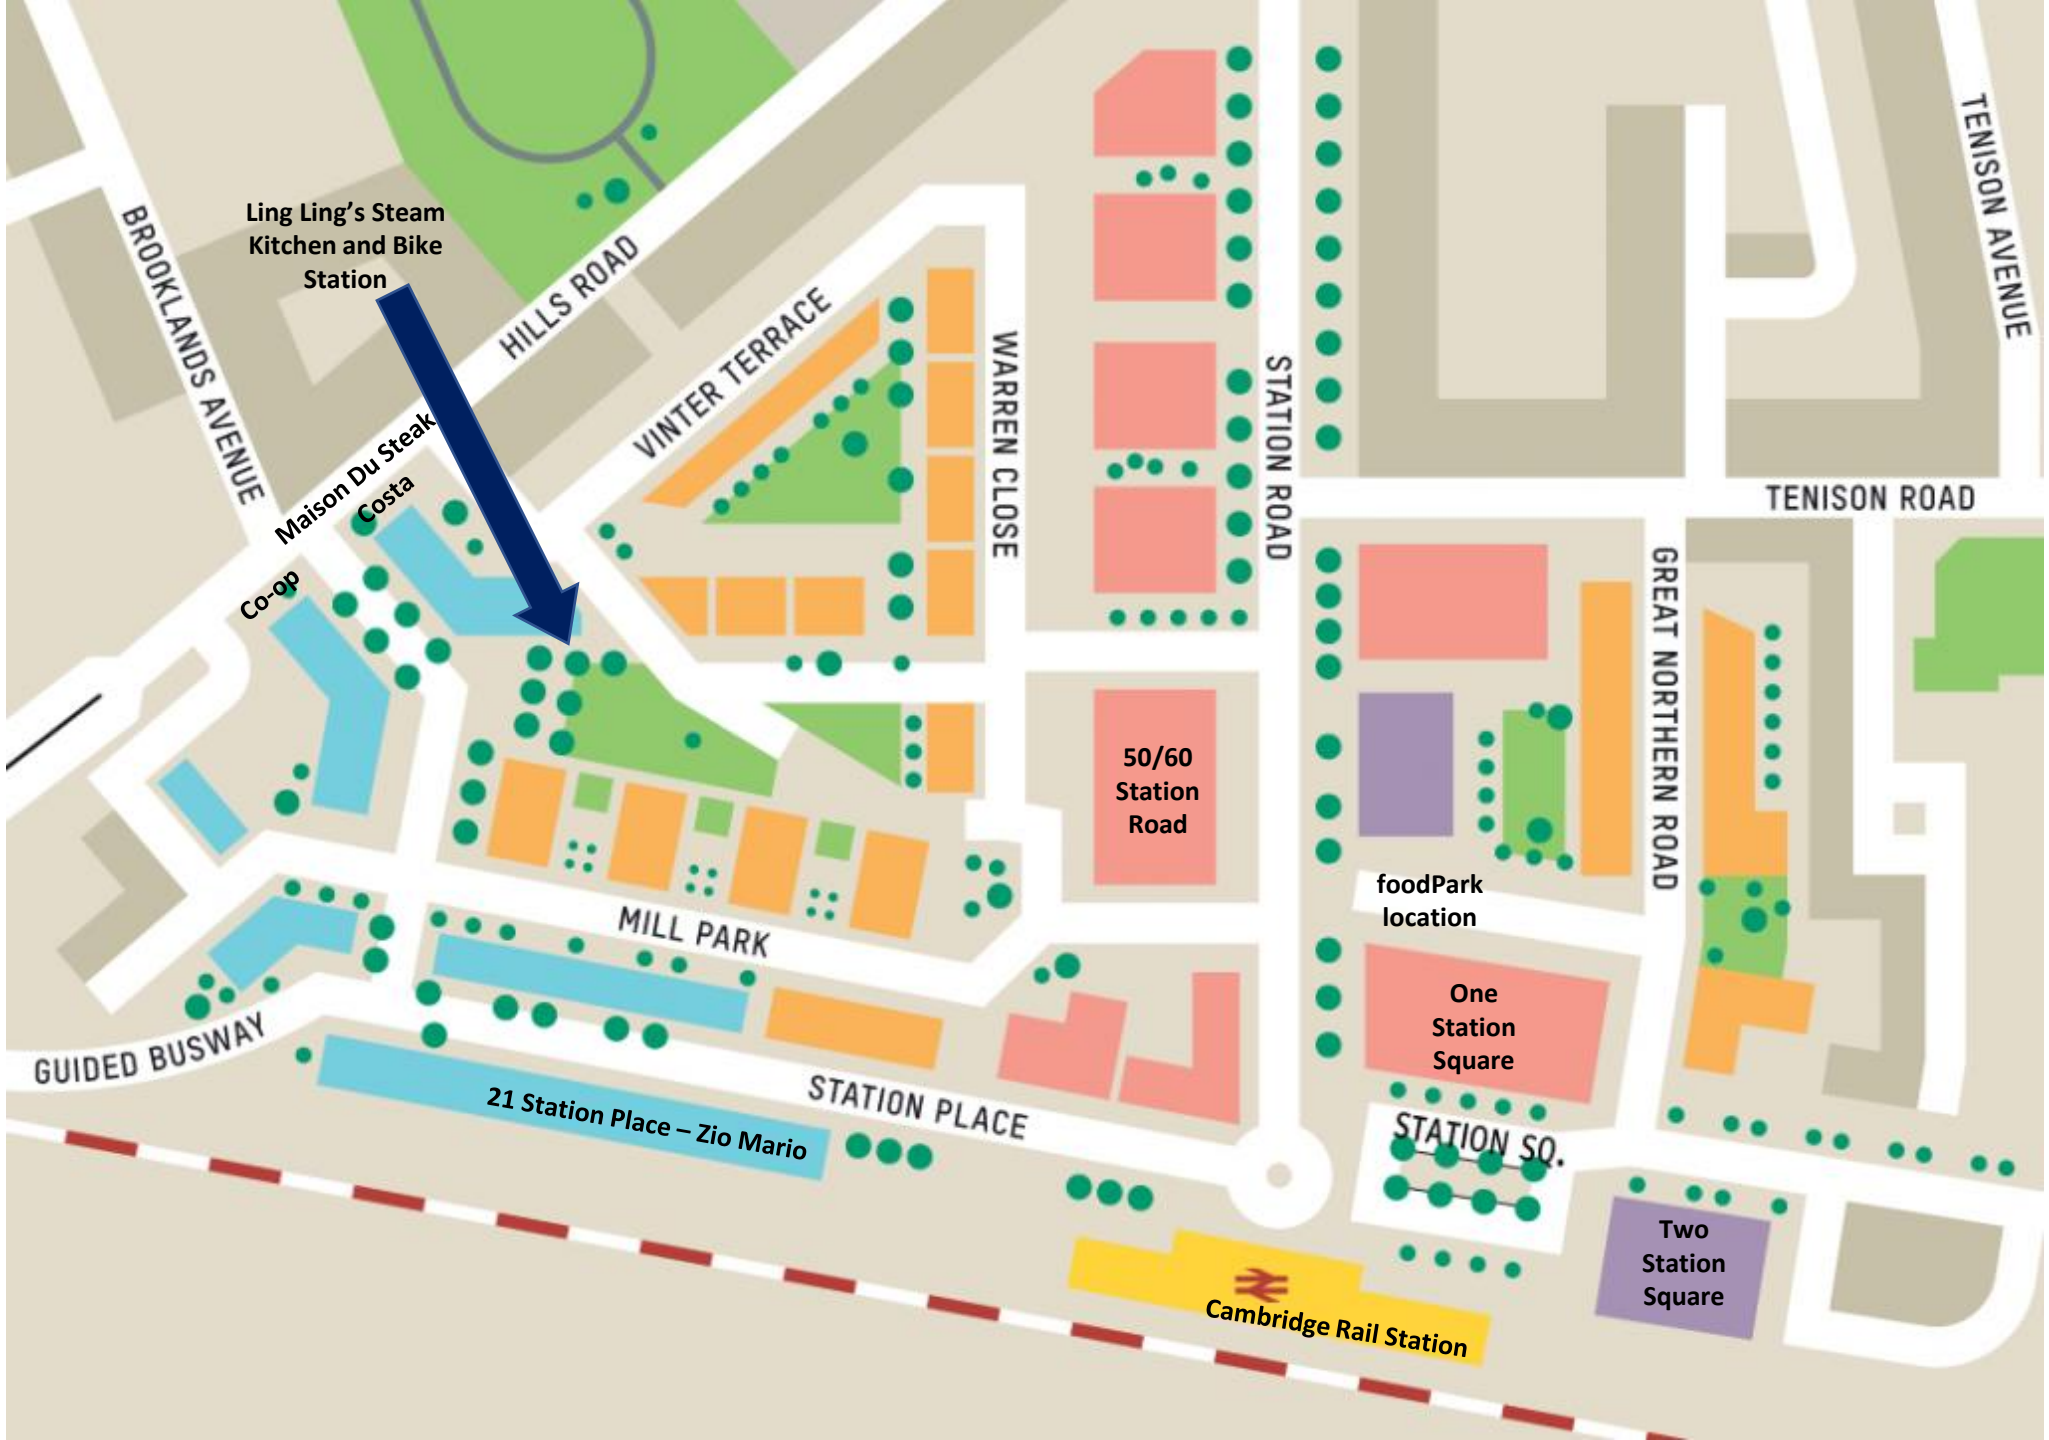 TENISON AVENUE
Ling Ling’s Steam
Kitchen and Bike
Station
BROOKLANDS AVENUE
HILLS ROAD
VINTER TERRACE
WARREN CLOSE
STATION ROAD
TENISON ROAD
Maison Du Steak
Costa
Co-op
GREAT NORTHERN ROAD
50/60
Station
Road
foodPark
location
MILL PARK
One
Station
Square
GUIDED BUSWAY
21 Station Place – Zio Mario
STATION PLACE
STATION SQ.
Two
Station
Square
Cambridge Rail Station